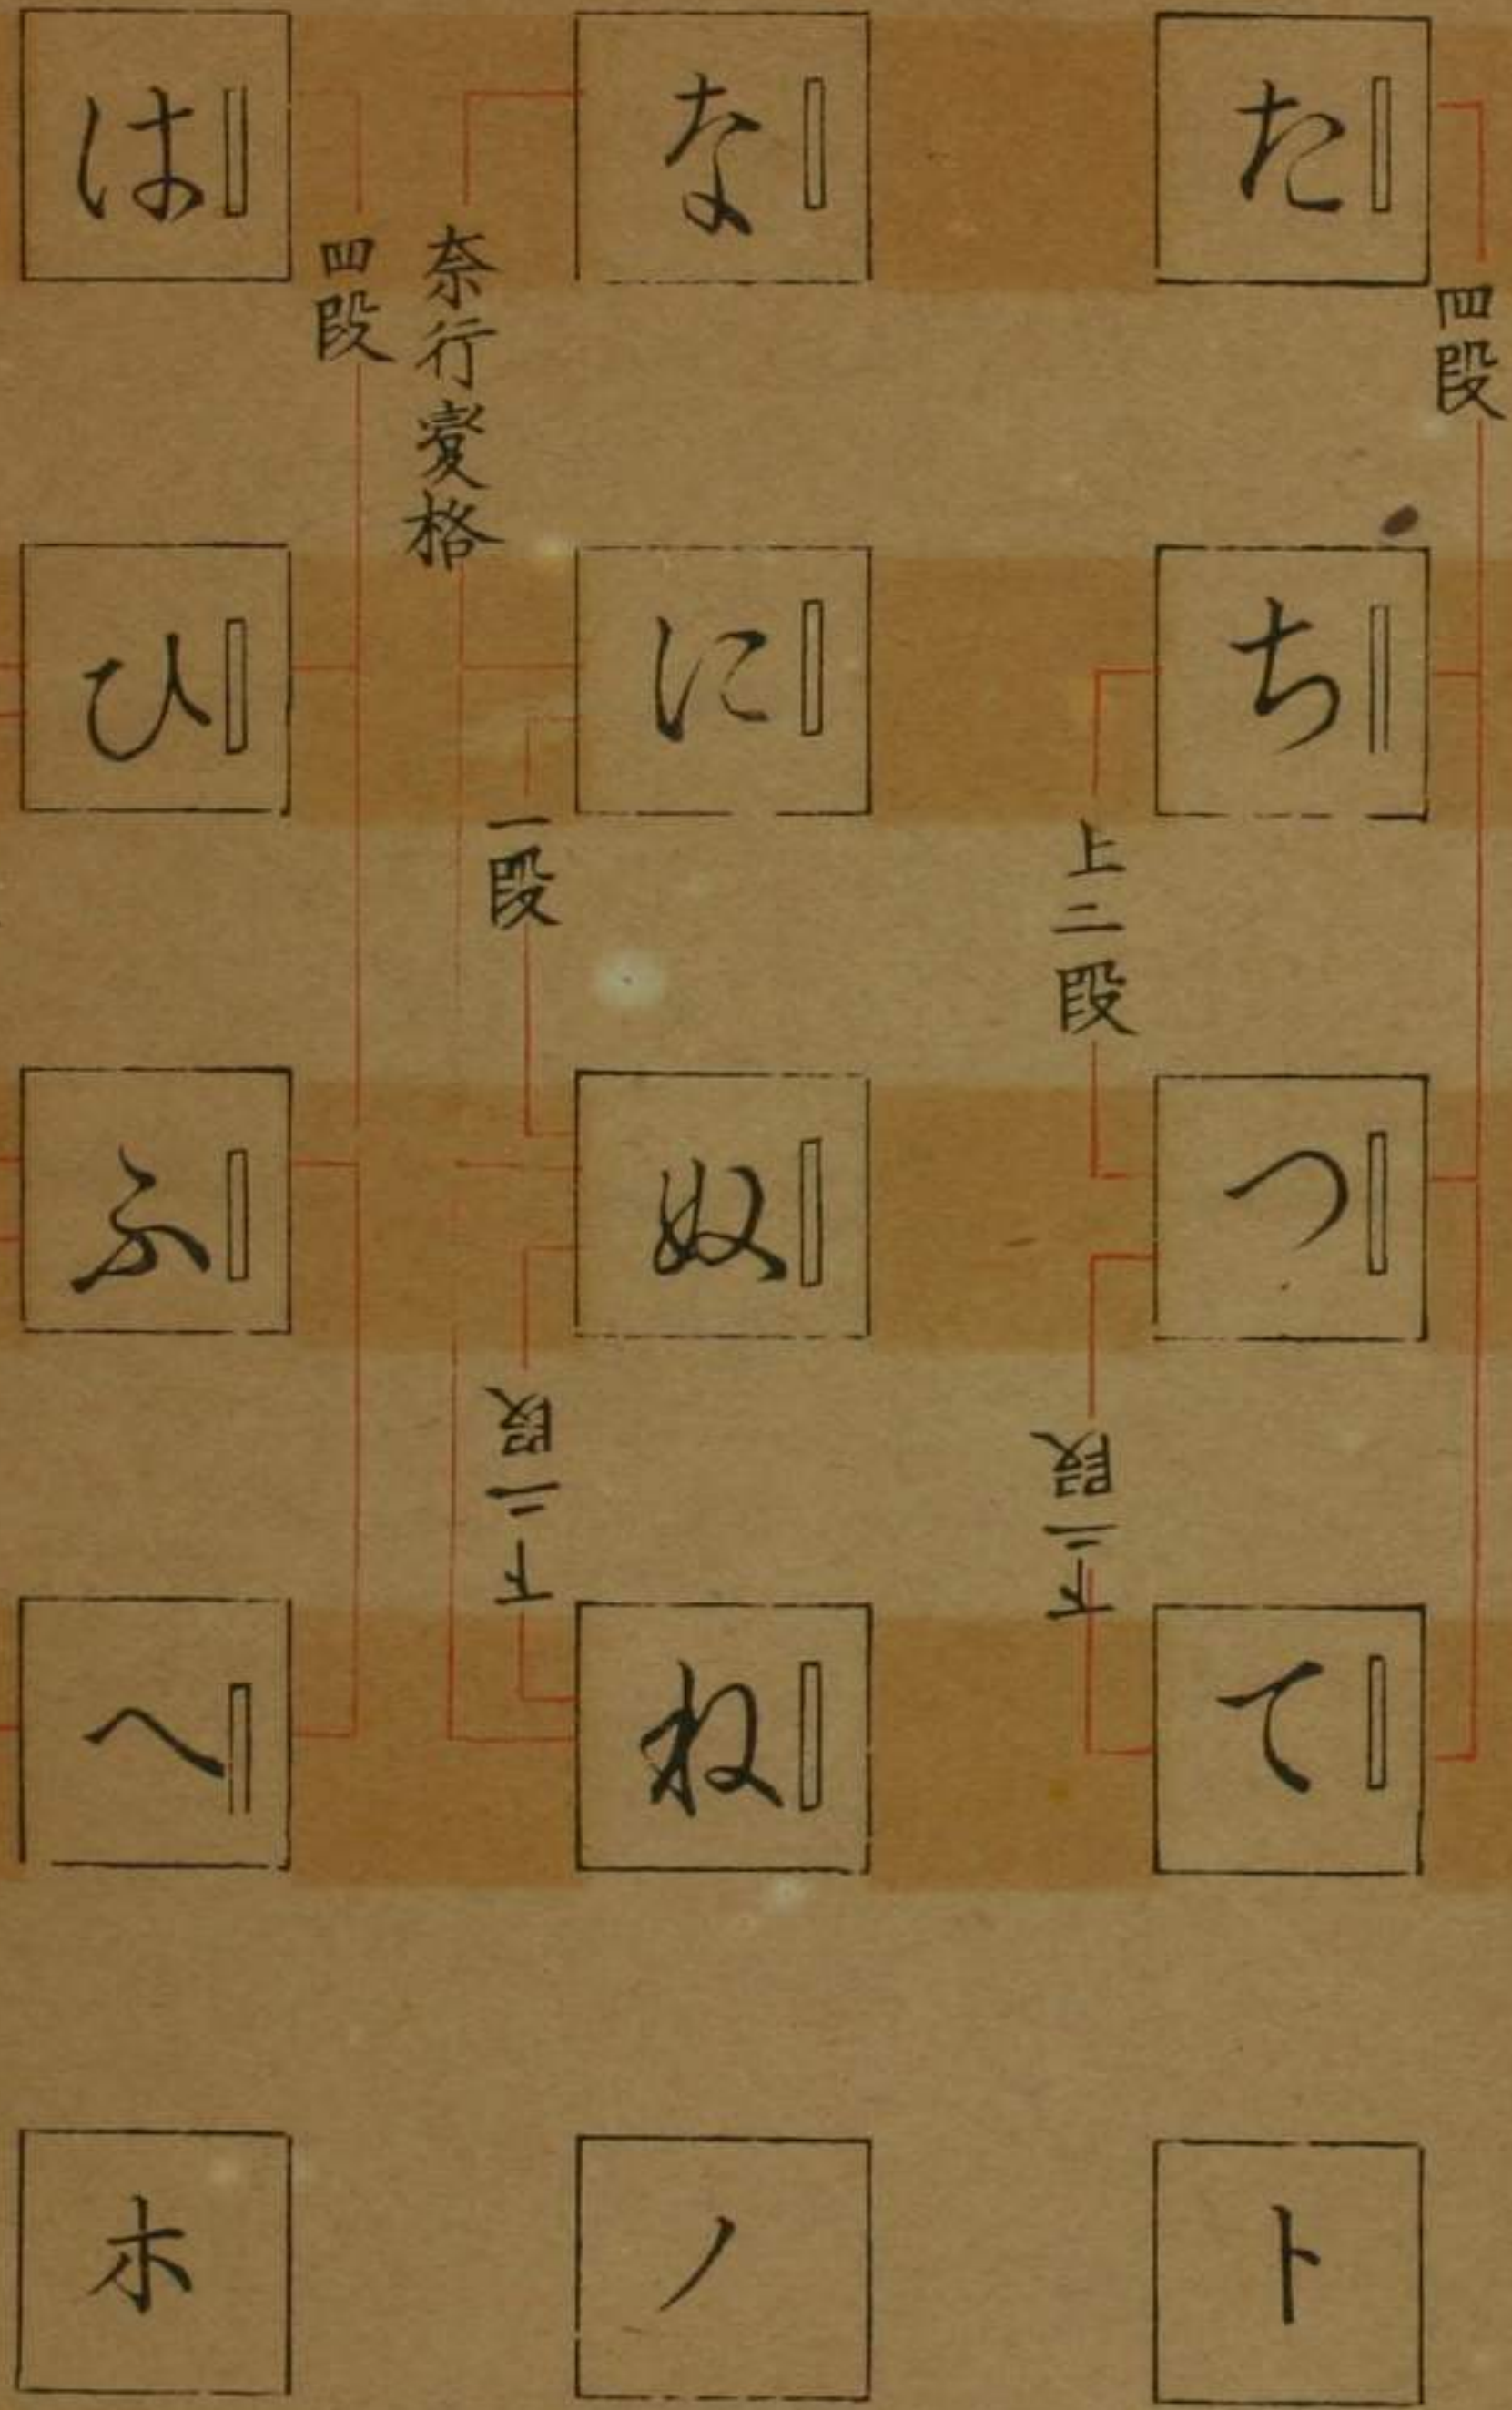 四段
た
ち
つ
て
ト
上二段
下二段
な
に
ぬ
ね
ノ
一段
下二段
奈行變格
四段
は
ひ
ふ
へ
ホ